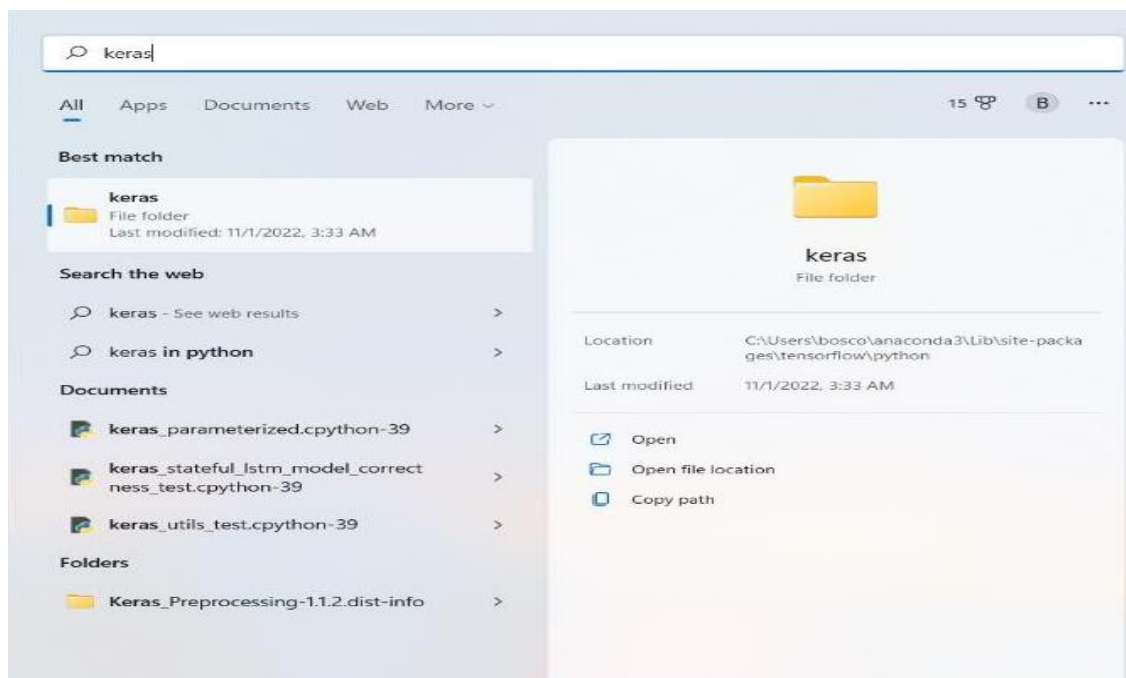 keras
All Apps Documents Web More
15 B ...
Best match
keras
File folder
Last modified: 11/1/2022, 3:33 AM
Search the web
keras - See web results
keras in python
Documents
keras_parameterized.cpython-39
keras_stateful_lstm_model_correct
ness_test.cpython-39
keras_utils_test.cpython-39
Folders
Keras_Preprocessing-1.1.2.dist-info
keras
File folder
Location C:\Users\bosco\anaconda3\Lib\site-packa
ges\tensorflow\python
Last modified 11/1/2022, 3:33 AM
Open
Open file location
Copy path